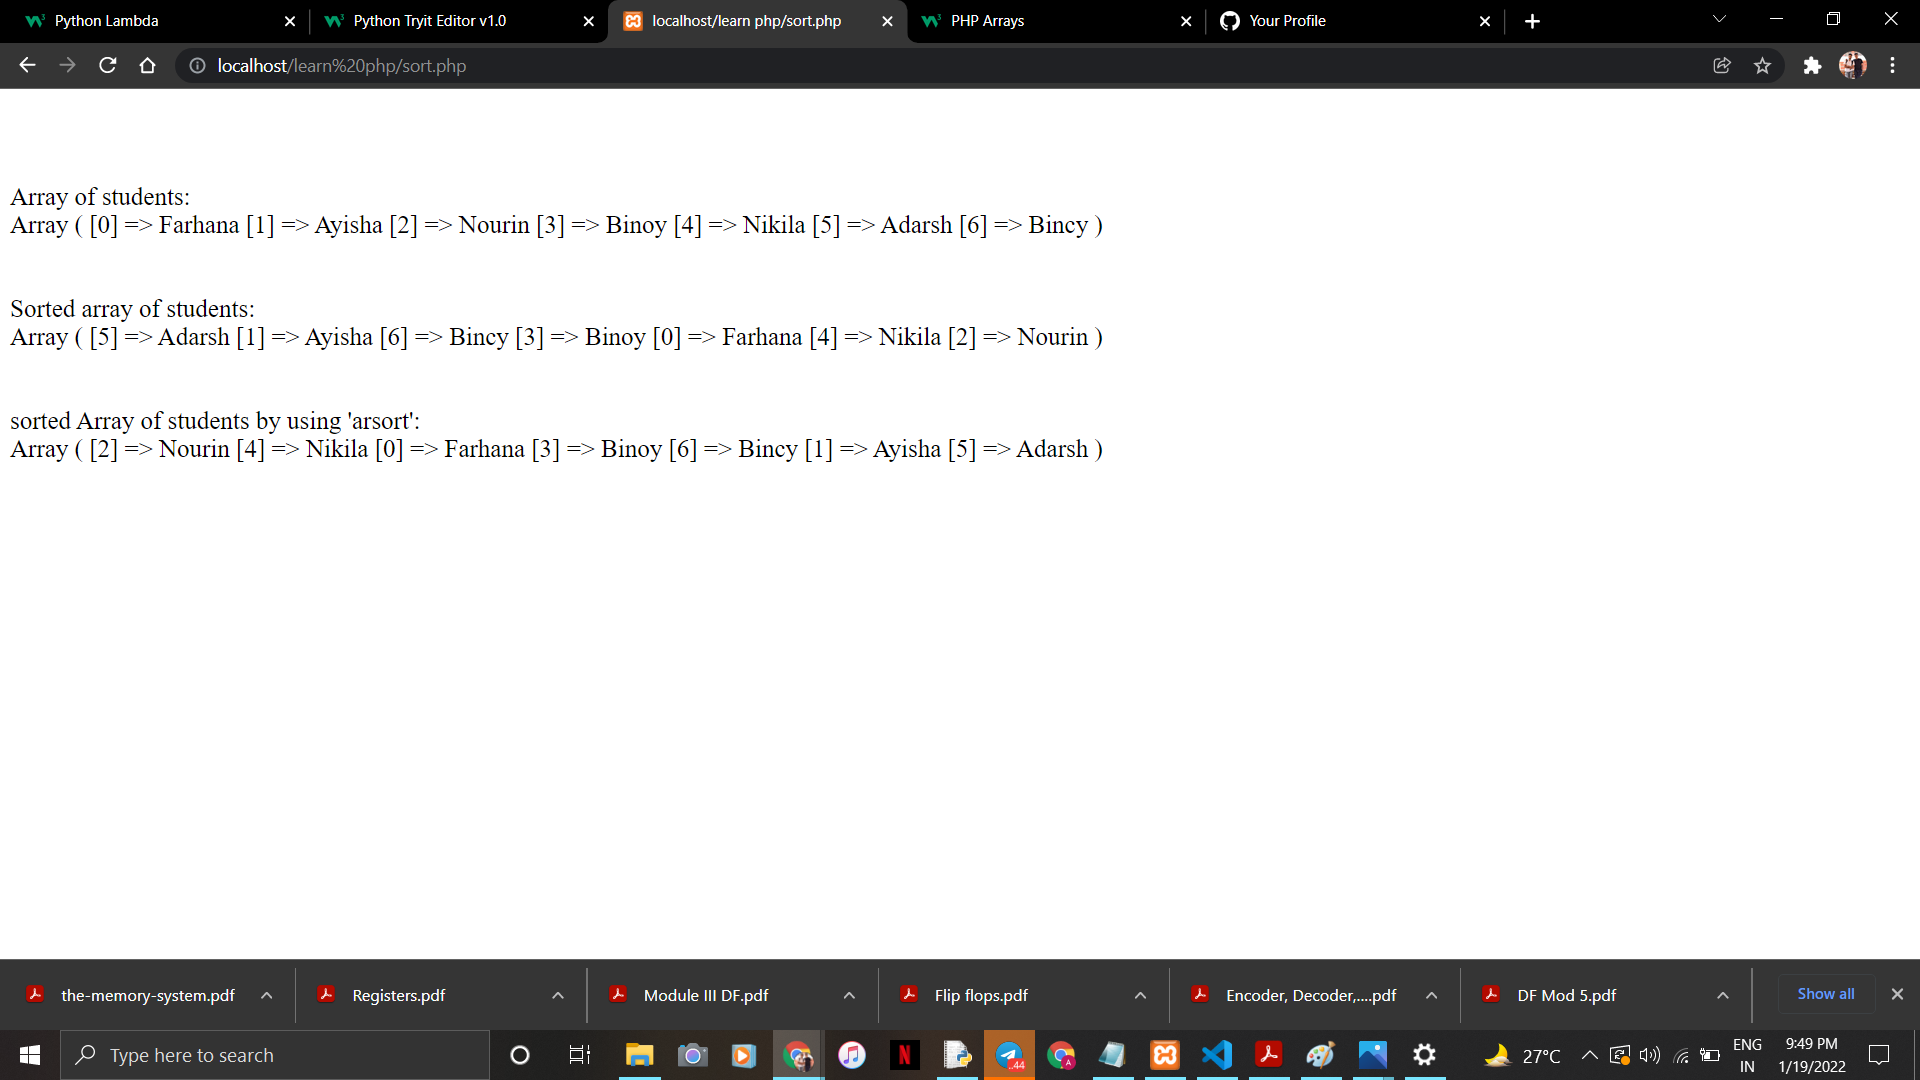 Python Lambda
Python Tryit Editor v1.0
localhost/learn php/sort.php
PHP Arrays
Your Profile
localhost/learn%20php/sort.php
Array of students:
Array ( [0] => Farhana [1] => Ayisha [2] => Nourin [3] => Binoy [4] => Nikila [5] => Adarsh [6] => Bincy )
Sorted array of students:
Array ( [5] => Adarsh [1] => Ayisha [6] => Bincy [3] => Binoy [0] => Farhana [4] => Nikila [2] => Nourin )
sorted Array of students by using 'arsort':
Array ( [2] => Nourin [4] => Nikila [0] => Farhana [3] => Binoy [6] => Bincy [1] => Ayisha [5] => Adarsh )
the-memory-system.pdf
Registers.pdf
Module III DF.pdf
Flip flops.pdf
Encoder, Decoder,....pdf
DF Mod 5.pdf
Show all
Type here to search
N
..44
A
27°C
ENG
IN
9:49 PM
1/19/2022